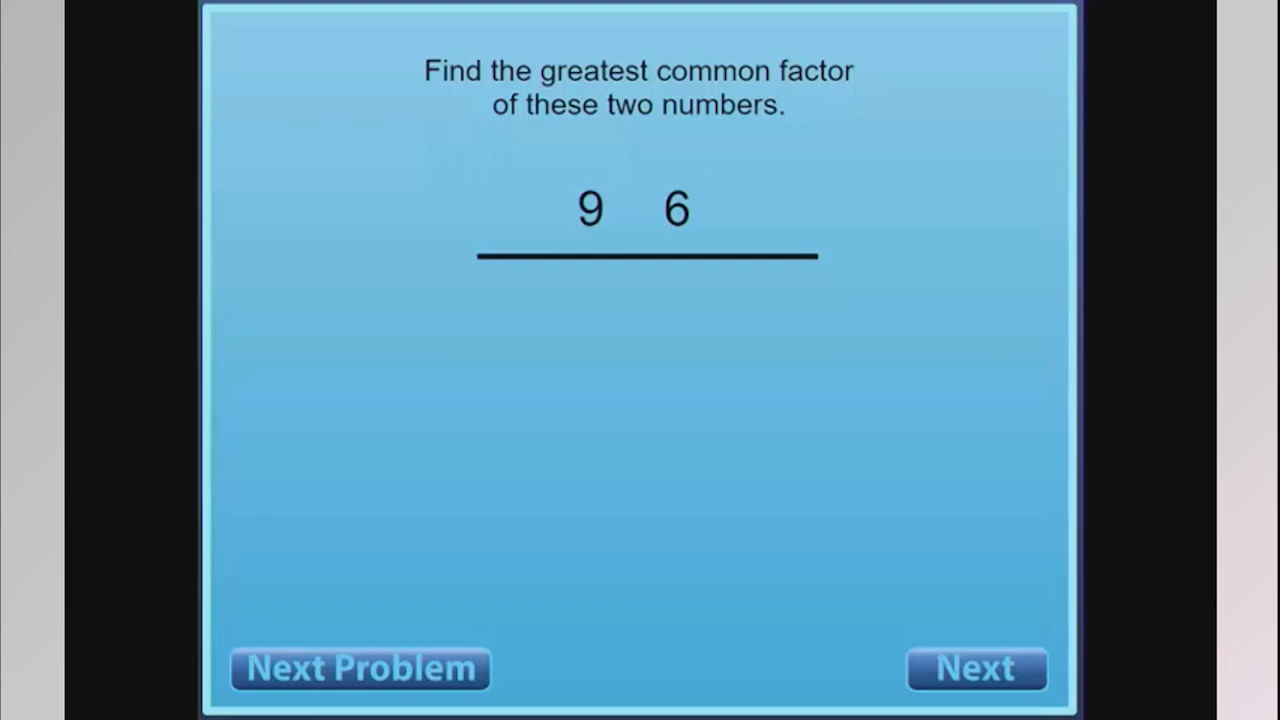 Find the greatest common factor
of these two numbers.
9 6
Next Problem
Next